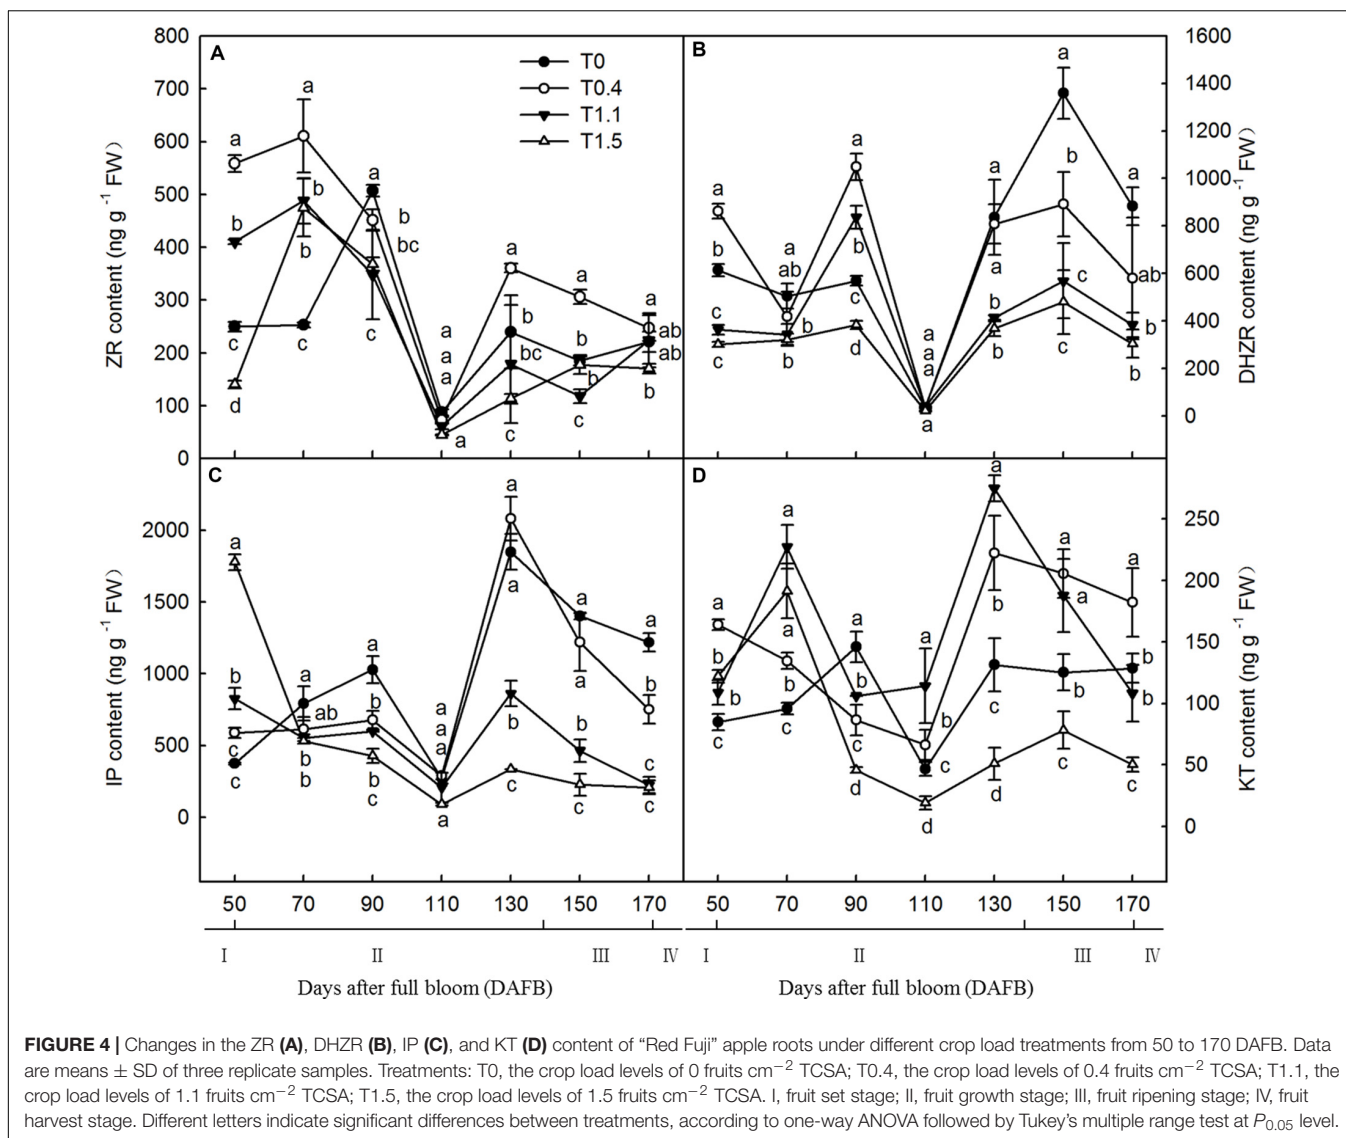 A
B
C
D
T0
T0.4
T1.1
T1.5
ZR content (ng g⁻¹ FW)
800
700
600
500
400
300
200
100
0
a
a
a
b
b
b
b
bc
c
c
c
d
a
a
a
a
a
b
bc
c
a
b
b
c
a
ab
ab
b
DHZR content (ng g⁻¹ FW)
1600
1400
1200
1000
800
600
400
200
0
a
b
c
c
a
ab
b
b
a
b
c
d
a
a
a
a
a
a
b
b
a
b
c
c
a
ab
b
b
IP content (ng g⁻¹ FW)
2000
1500
1000
500
0
a
b
c
c
a
ab
b
b
a
b
b
c
a
a
a
a
a
a
b
c
a
a
b
c
a
b
c
c
KT content (ng g⁻¹ FW)
250
200
150
100
50
0
a
b
b
c
a
a
b
c
a
b
c
d
a
b
c
d
a
b
c
d
a
a
b
c
a
b
b
c
50 70 90 110 130 150 170
50 70 90 110 130 150 170
I II III IV
I II III IV
Days after full bloom (DAFB)
Days after full bloom (DAFB)
FIGURE 4 | Changes in the ZR (A), DHZR (B), IP (C), and KT (D) content of “Red Fuji” apple roots under different crop load treatments from 50 to 170 DAFB. Data
are means ± SD of three replicate samples. Treatments: T0, the crop load levels of 0 fruits cm⁻² TCSA; T0.4, the crop load levels of 0.4 fruits cm⁻² TCSA; T1.1, the
crop load levels of 1.1 fruits cm⁻² TCSA; T1.5, the crop load levels of 1.5 fruits cm⁻² TCSA. I, fruit set stage; II, fruit growth stage; III, fruit ripening stage; IV, fruit
harvest stage. Different letters indicate significant differences between treatments, according to one-way ANOVA followed by Tukey’s multiple range test at P₀.₀₅ level.